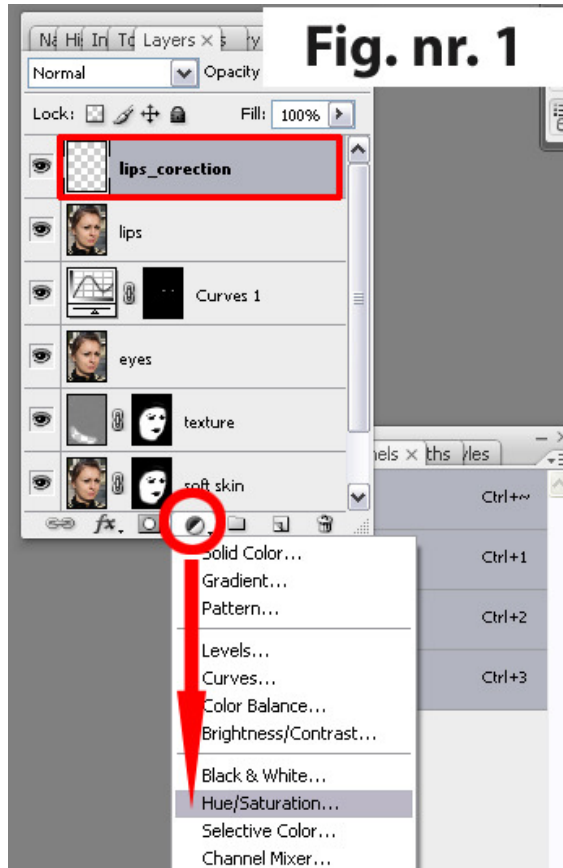 Fig. nr. 1
Layers
Normal Opacity
Lock: Fill: 100%
lips_corection
lips
Curves 1
eyes
texture
soft skin
fx.
Solid Color...
Gradient...
Pattern...
Levels...
Curves...
Color Balance...
Brightness/Contrast...
Black & White...
Hue/Saturation...
Selective Color...
Channel Mixer...
Ctrl+~
Ctrl+1
Ctrl+2
Ctrl+3